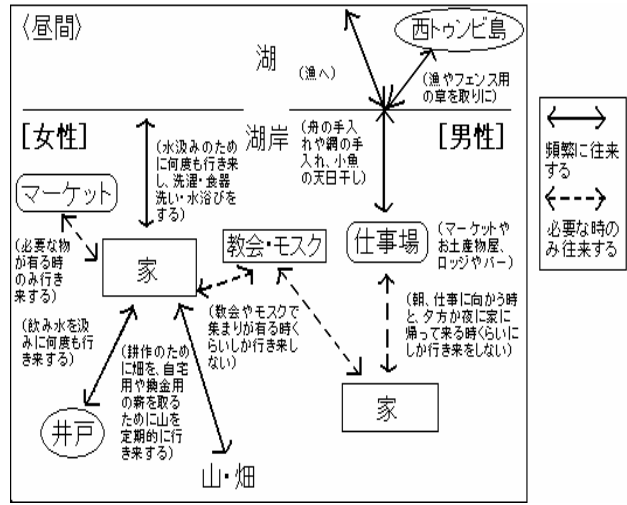 〈昼間〉
西トゥンビ島
湖
(漁へ)
(漁やフェンス用
の草を取りに)
[女性]
湖岸
[男性]
(水汲みのため
に何度も行き来
し、洗濯・食器
洗い・水浴びを
する)
(舟の手入
れや網の手
入れ、小魚
の天日干し)
マーケット
(必要な物
が有る時
のみ行き
来する)
家
教会・モスク
仕事場
(マーケットや
お土産物屋、
ロッジやバー)
(飲み水を汲
みに何度も行
き来する)
(教会やモスクで
集まりが有る時く
らいしか行き来し
ない)
(朝、仕事に向かう時
と、夕方か夜に家に
帰って来る時くらいに
しか行き来をしない)
(耕作のため
に畑を、自宅
用や換金用
の薪を取る
ために山を
定期的に行
き来する)
井戸
家
山・畑
頻繁に往来
する
必要な時の
み往来する